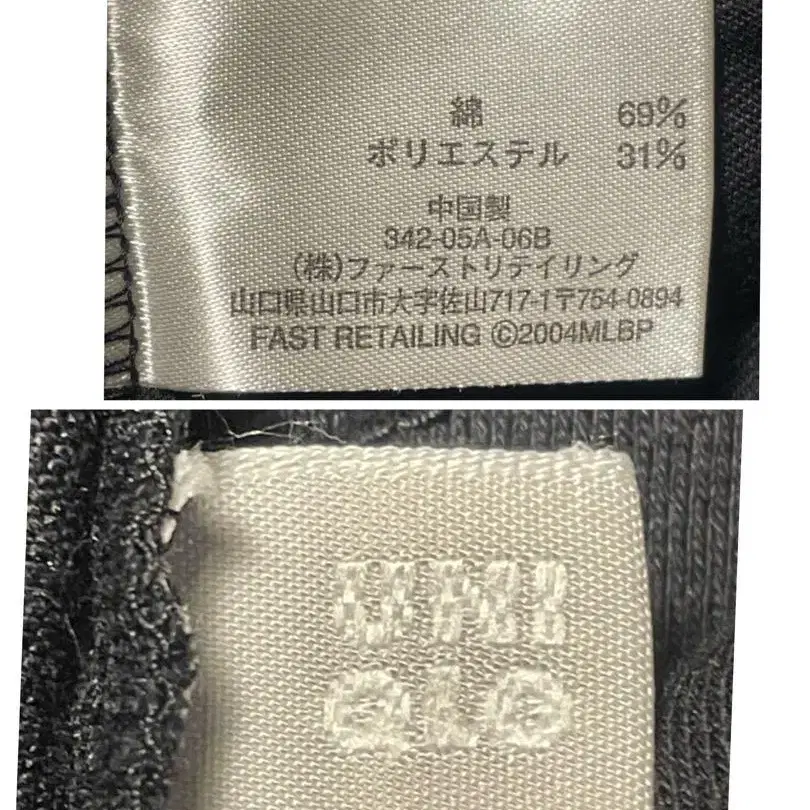 綿 69%
ポリエステル 31%
中国製
342-05A-06B
(株)ファーストリテイリング
山口県山口市大字佐山717-1〒754-0894
FAST RETAILING ©2004MLBP
UNI
QLO